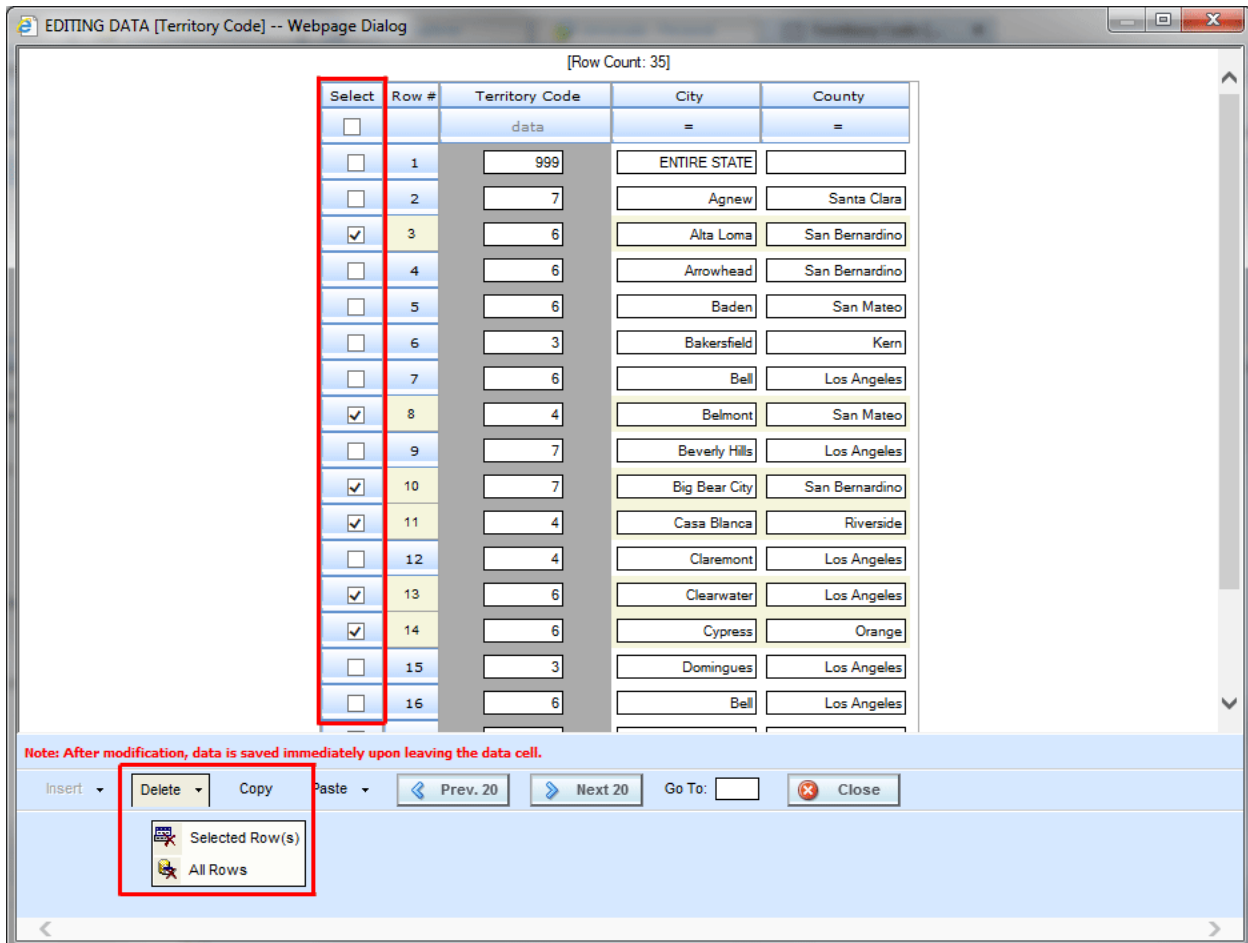 EDITING DATA [Territory Code] -- Webpage Dialog
[Row Count: 35]
Select Row # Territory Code City County
data = =
1 999 ENTIRE STATE
2 7 Agnew Santa Clara
3 6 Alta Loma San Bernardino
4 6 Arrowhead San Bernardino
5 6 Baden San Mateo
6 3 Bakersfield Kern
7 6 Bell Los Angeles
8 4 Belmont San Mateo
9 7 Beverly Hills Los Angeles
10 7 Big Bear City San Bernardino
11 4 Casa Blanca Riverside
12 4 Claremont Los Angeles
13 6 Clearwater Los Angeles
14 6 Cypress Orange
15 3 Domingues Los Angeles
16 6 Bell Los Angeles
Note: After modification, data is saved immediately upon leaving the data cell.
Insert Delete Copy Paste Prev. 20 Next 20 Go To: Close
Selected Row(s)
All Rows